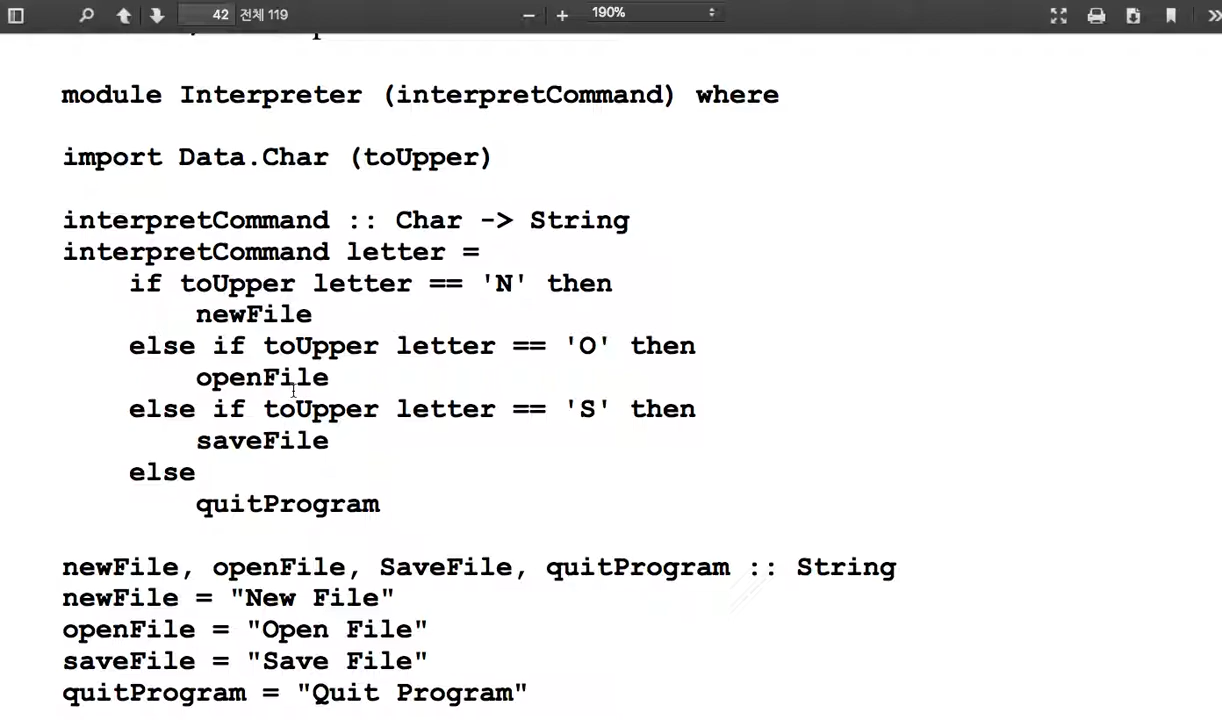 42 전체 119
190%
module Interpreter (interpretCommand) where
import Data.Char (toUpper)
interpretCommand :: Char -> String
interpretCommand letter =
if toUpper letter == 'N' then
newFile
else if toUpper letter == 'O' then
openFile
else if toUpper letter == 'S' then
saveFile
else
quitProgram
newFile, openFile, SaveFile, quitProgram :: String
newFile = "New File"
openFile = "Open File"
saveFile = "Save File"
quitProgram = "Quit Program"